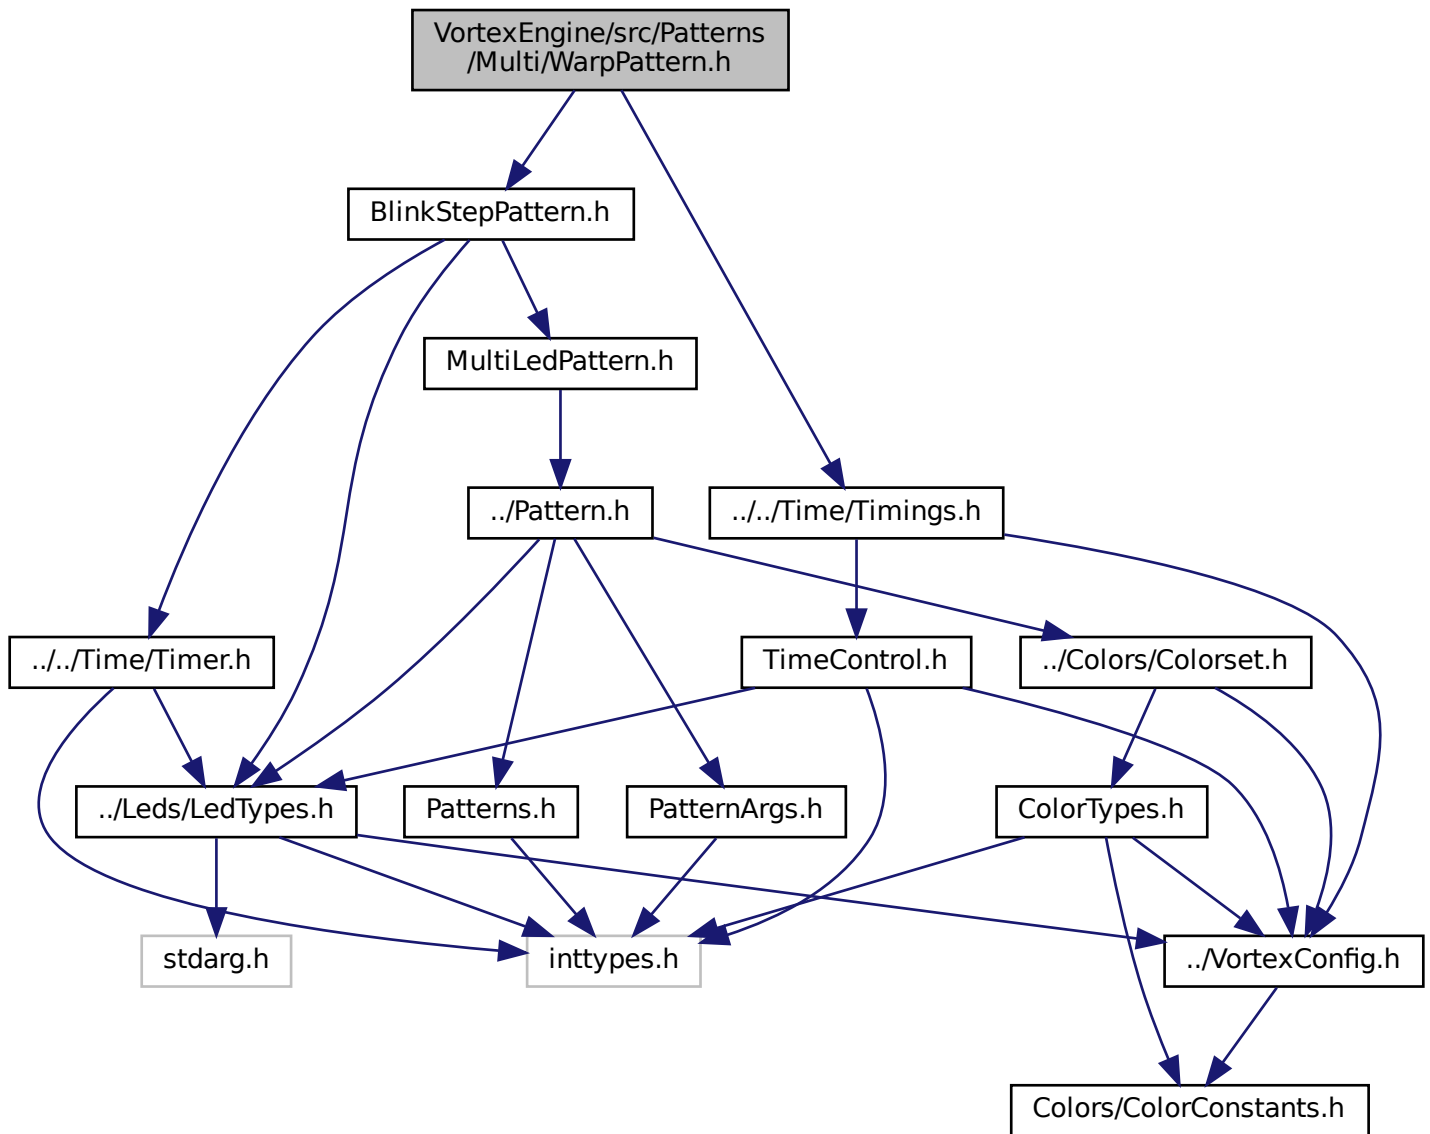 VortexEngine/src/Patterns
/Multi/WarpPattern.h
BlinkStepPattern.h
MultiLedPattern.h
../Pattern.h
../../Time/Timings.h
../../Time/Timer.h
TimeControl.h
../Colors/Colorset.h
../Leds/LedTypes.h
Patterns.h
PatternArgs.h
ColorTypes.h
stdarg.h
inttypes.h
../VortexConfig.h
Colors/ColorConstants.h